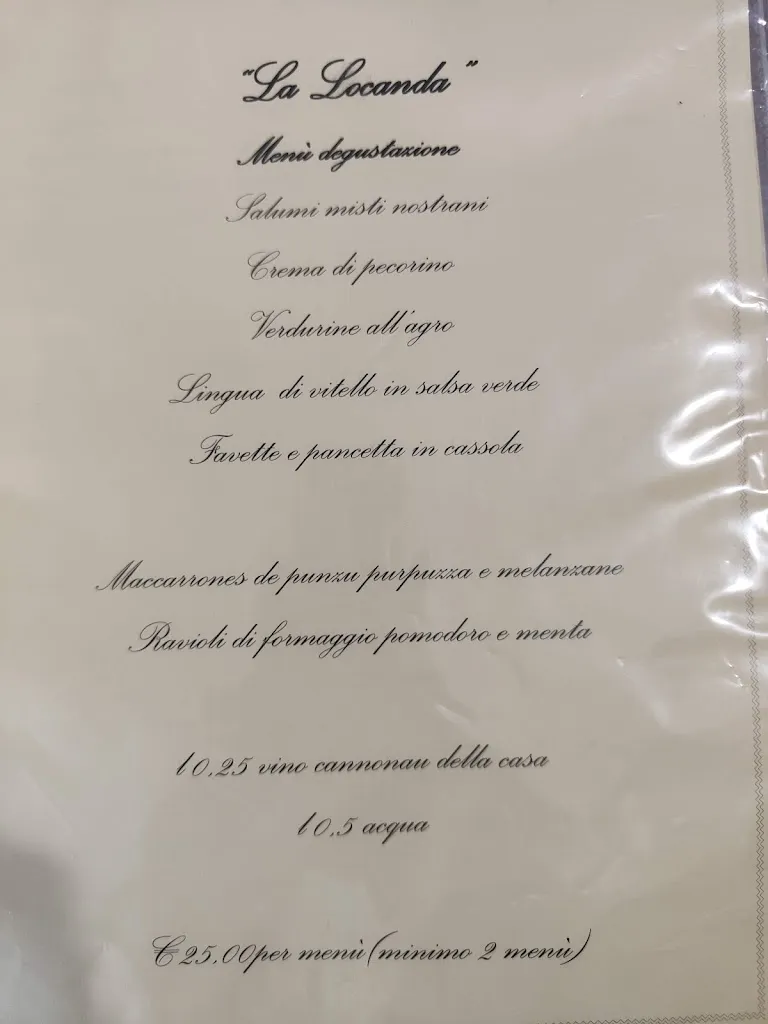 "La Locanda"
Menù degustazione
Salumi misti nostrani
Crema di pecorino
Verdurine all'agro
Lingua di vitello in salsa verde
Favette e pancetta in cassola
Maccarrones de punzu purpuzza e melanzane
Ravioli di formaggio pomodoro e menta
l 0,25 vino cannonau della casa
l 0,5 acqua
€ 25,00per menù (minimo 2 menù)